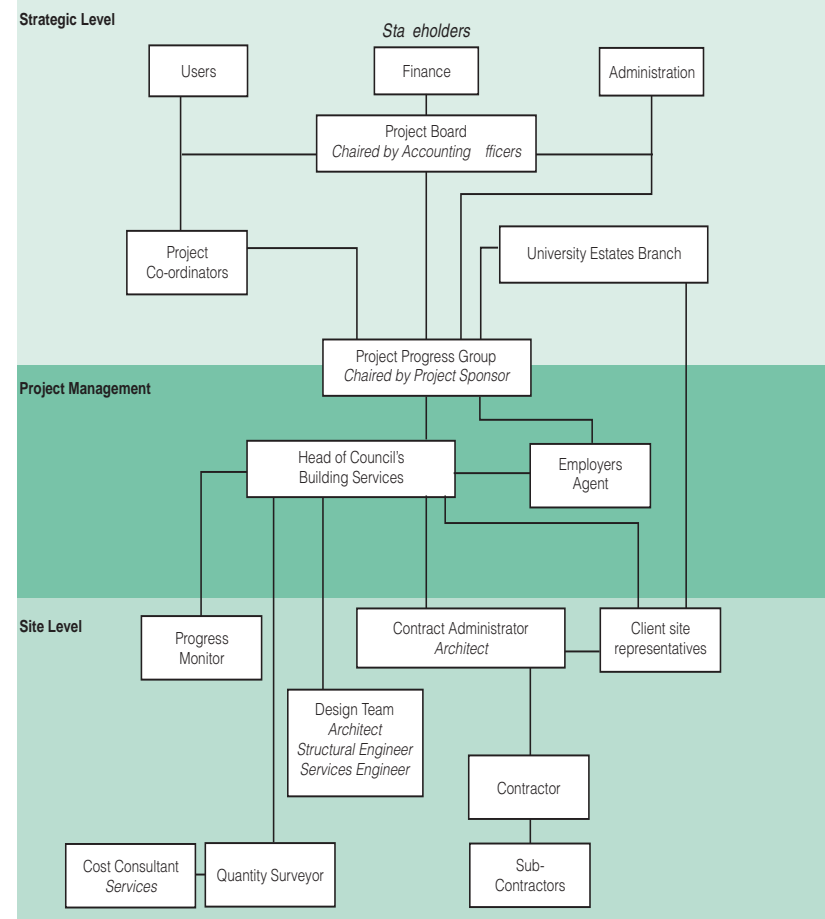 Strategic Level
Sta eholders
Users
Finance
Administration
Project Board
Chaired by Accounting fficers
Project
Co-ordinators
University Estates Branch
Project Progress Group
Chaired by Project Sponsor
Project Management
Head of Council's
Building Services
Employers
Agent
Site Level
Progress
Monitor
Contract Administrator
Architect
Client site
representatives
Design Team
Architect
Structural Engineer
Services Engineer
Contractor
Cost Consultant
Services
Quantity Surveyor
Sub-
Contractors